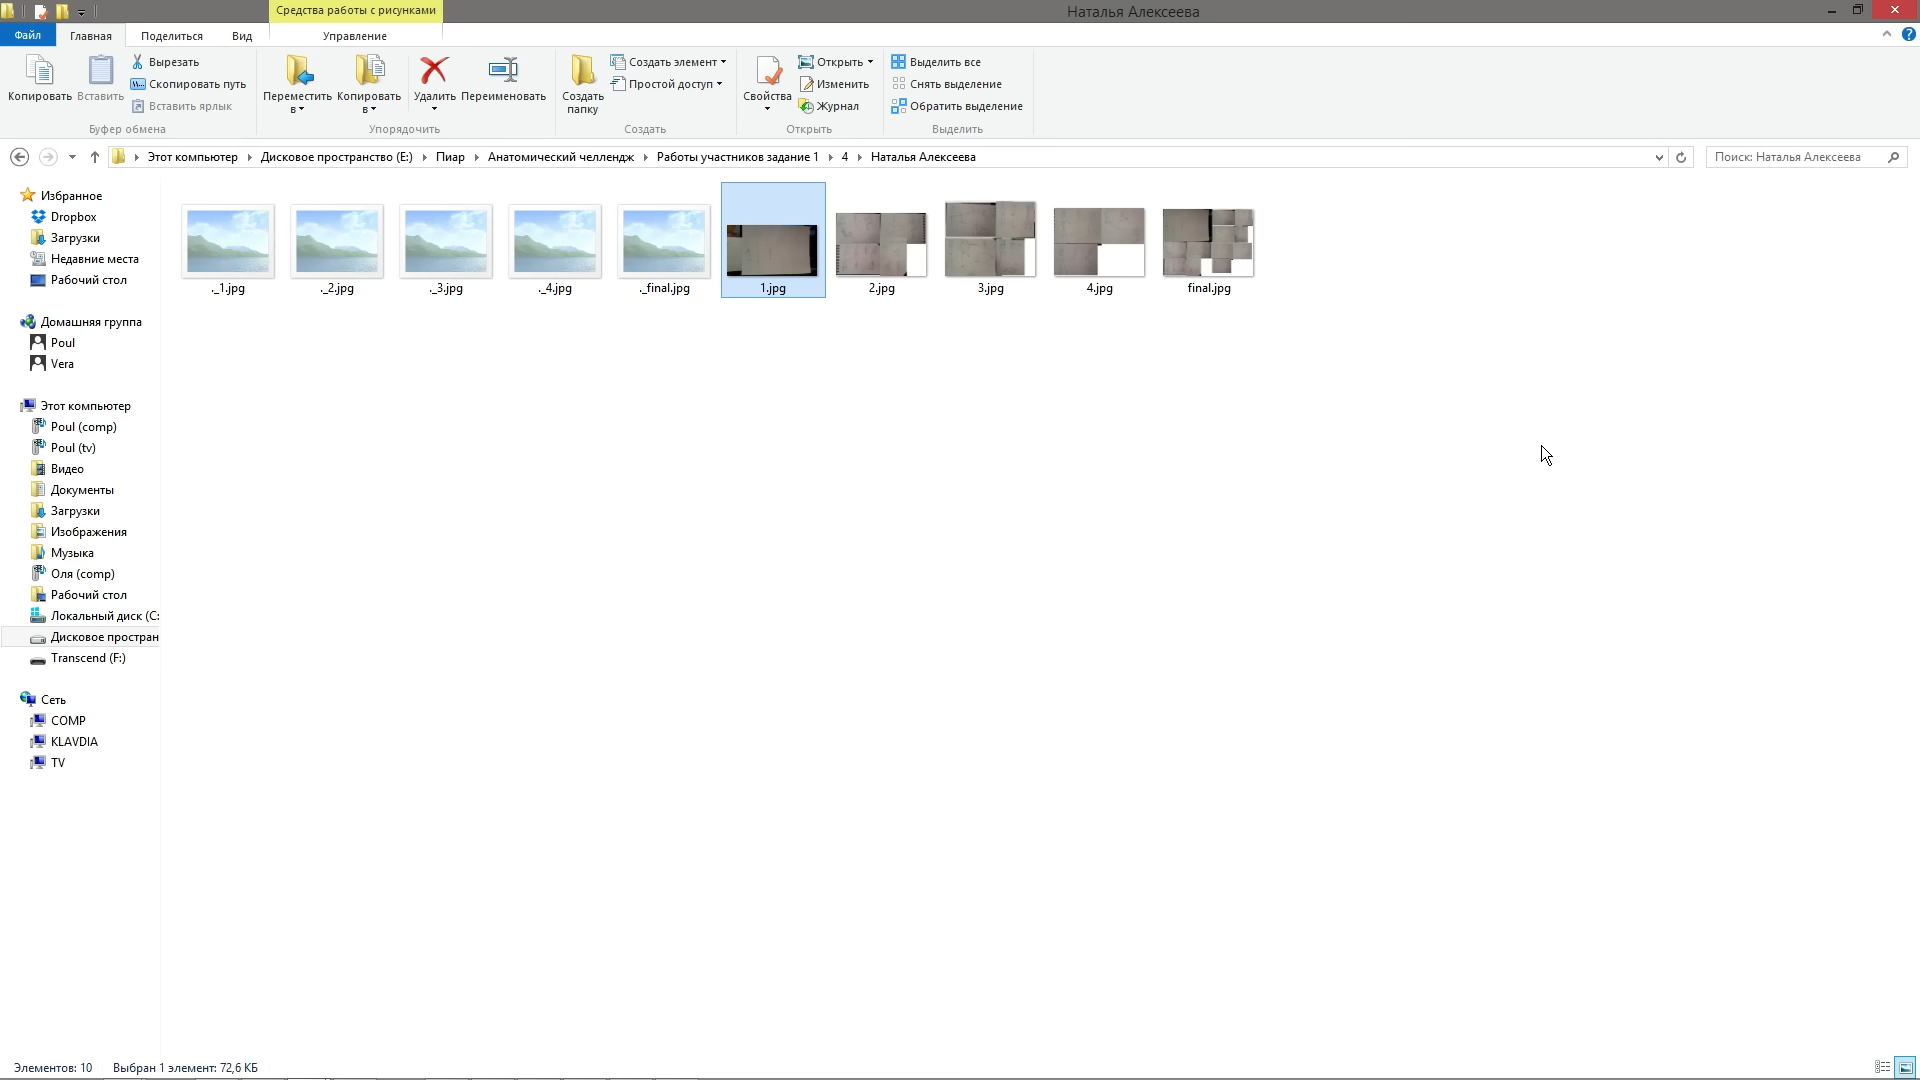 Средства работы с рисунками
Наталья Алексеева
Файл
Главная
Поделиться
Вид
Управление
Копировать
Вставить
Вырезать
Скопировать путь
Вставить ярлык
Буфер обмена
Переместить в
Копировать в
Удалить
Переименовать
Упорядочить
Создать папку
Создать элемент
Простой доступ
Создать
Свойства
Открыть
Изменить
Журнал
Открыть
Выделить все
Снять выделение
Обратить выделение
Выделить
Этот компьютер
Дисковое пространство (E:)
Пиар
Анатомический челлендж
Работы участников задание 1
4
Наталья Алексеева
Поиск: Наталья Алексеева
Избранное
Dropbox
Загрузки
Недавние места
Рабочий стол
Домашняя группа
Poul
Vera
Этот компьютер
Poul (comp)
Poul (tv)
Видео
Документы
Загрузки
Изображения
Музыка
Оля (comp)
Рабочий стол
Локальный диск (C:
Дисковое простран
Transcend (F:)
Сеть
COMP
KLAVDIA
TV
._1.jpg
._2.jpg
._3.jpg
._4.jpg
._final.jpg
1.jpg
2.jpg
3.jpg
4.jpg
final.jpg
Элементов: 10
Выбран 1 элемент: 72,6 КБ